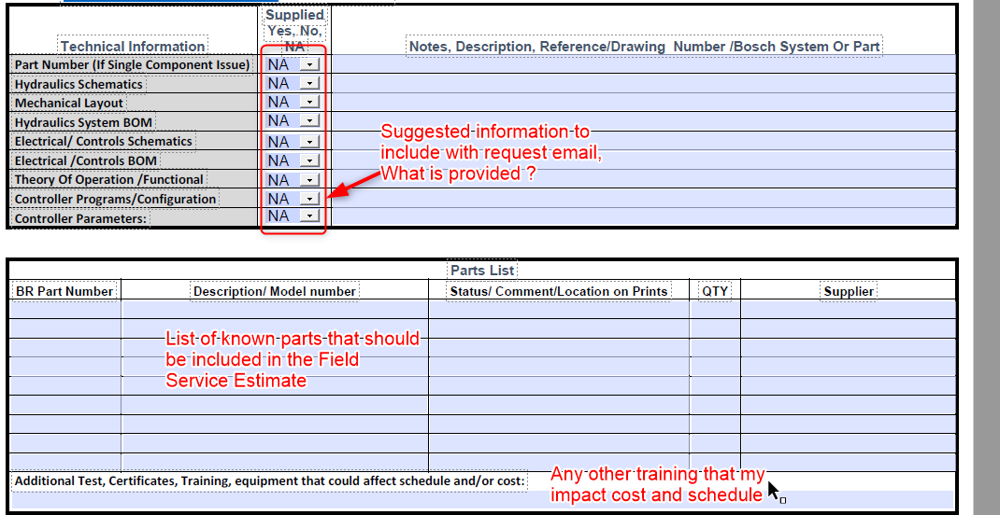 Supplied
Yes, No,
NA
Technical Information
Notes, Description, Reference/Drawing Number /Bosch System Or Part
Part Number (If Single Component Issue) NA
Hydraulics Schematics NA
Mechanical Layout NA
Hydraulics System BOM NA
Electrical/ Controls Schematics NA
Electrical /Controls BOM NA
Theory Of Operation /Functional NA
Controller Programs/Configuration NA
Controller Parameters: NA
Suggested information to
include with request email,
What is provided ?
Parts List
BR Part Number Description/ Model number Status/ Comment/Location on Prints QTY Supplier
List of known parts that should
be included in the Field
Service Estimate
Additional Test, Certificates, Training, equipment that could affect schedule and/or cost:
Any other training that my
impact cost and schedule